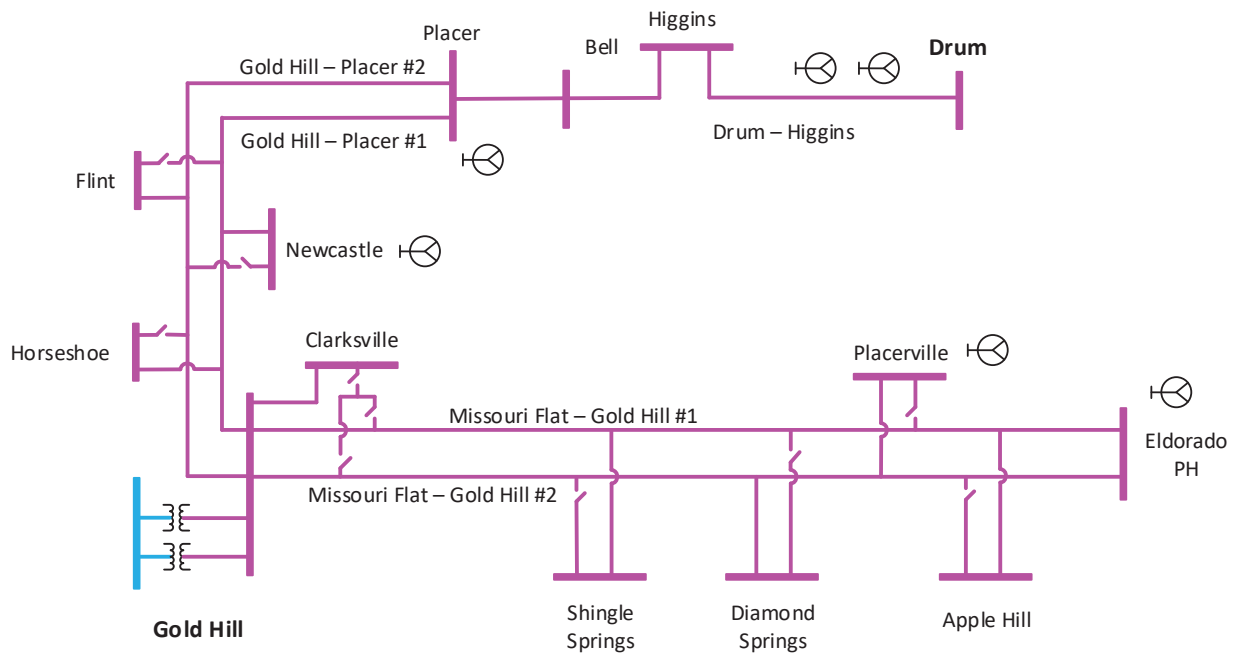 Higgins
Placer
Bell
Drum
Gold Hill – Placer #2
Gold Hill – Placer #1
Drum – Higgins
Flint
Newcastle
Horseshoe
Clarksville
Placerville
Missouri Flat – Gold Hill #1
Eldorado
PH
Missouri Flat – Gold Hill #2
Gold Hill
Shingle
Springs
Diamond
Springs
Apple Hill